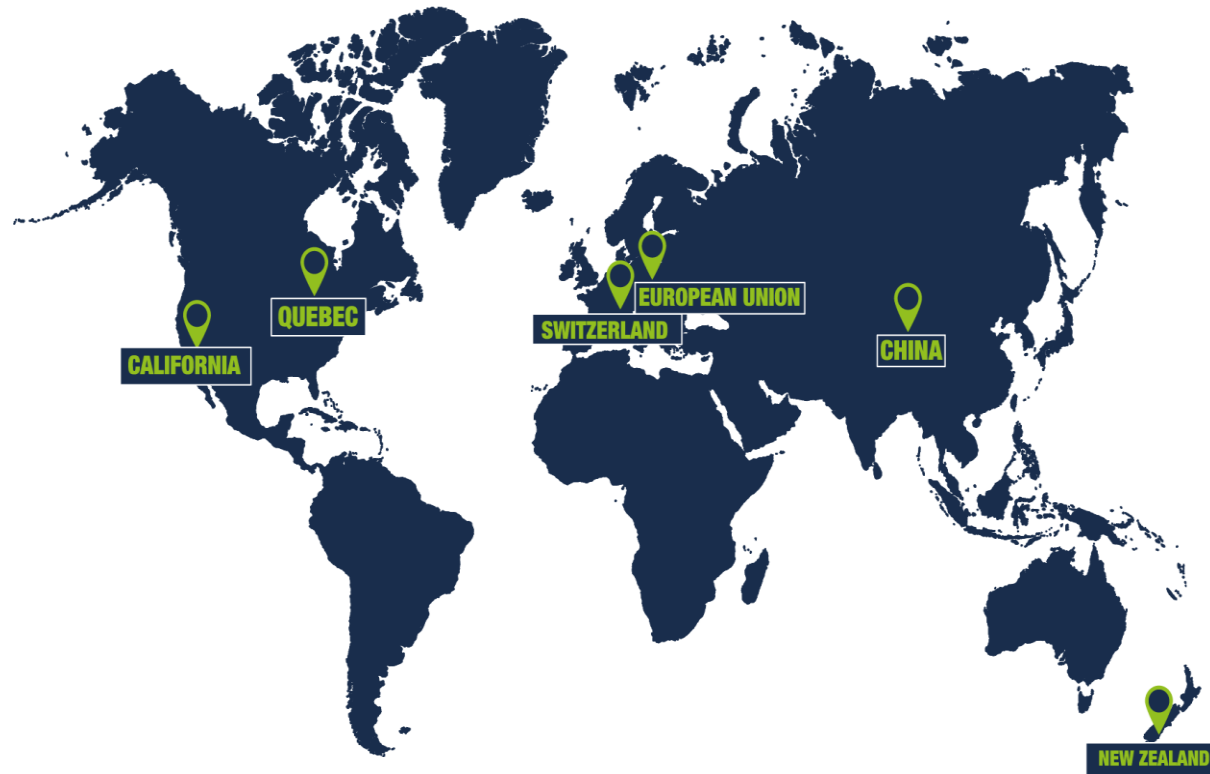 EUROPEAN UNION
QUEBEC
SWITZERLAND
CHINA
CALIFORNIA
NEW ZEALAND